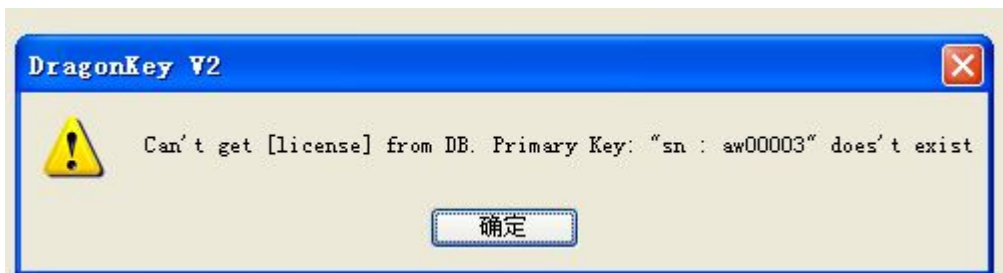 DragonKey V2
Can't get [license] from DB. Primary Key: "sn : aw00003" does't exist
确定